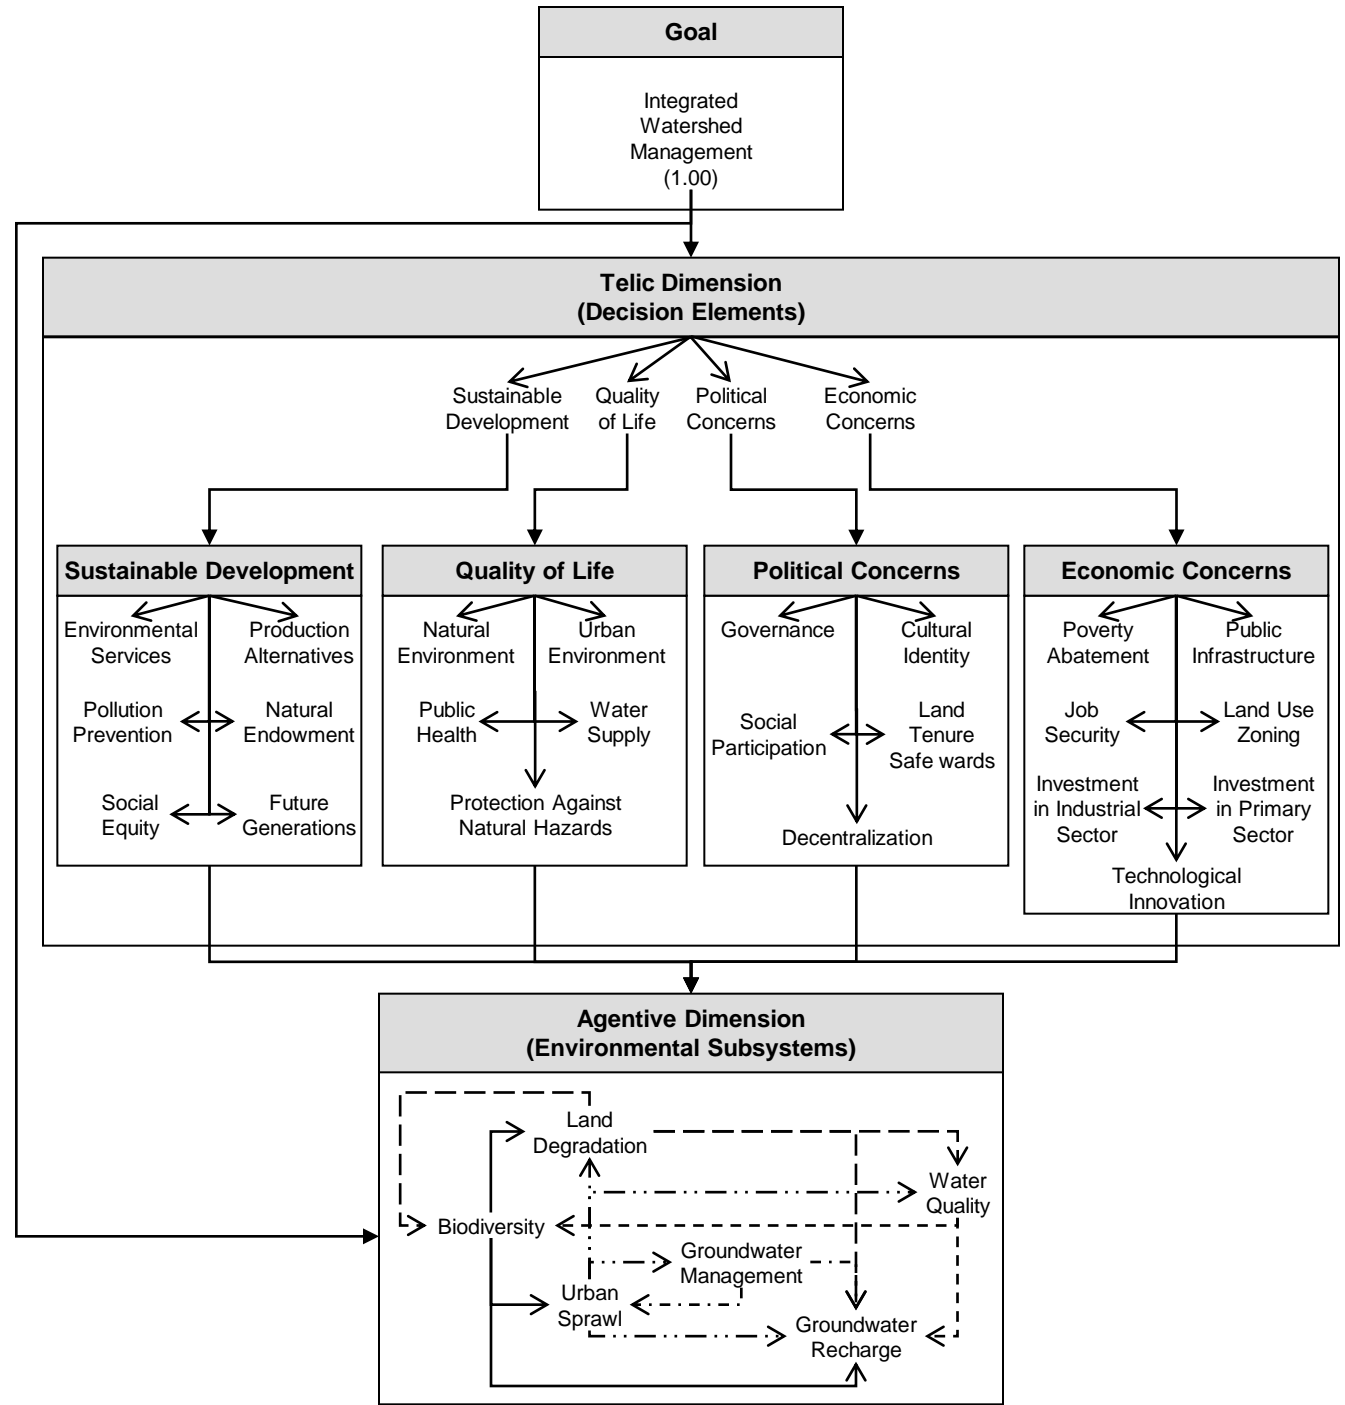 Goal
Integrated
Watershed
Management
(1.00)
Telic Dimension
(Decision Elements)
Sustainable
Development
Quality
of Life
Political
Concerns
Economic
Concerns
Sustainable Development
Environmental
Services
Production
Alternatives
Pollution
Prevention
Natural
Endowment
Social
Equity
Future
Generations
Quality of Life
Natural
Environment
Urban
Environment
Public
Health
Water
Supply
Protection Against
Natural Hazards
Political Concerns
Governance
Cultural
Identity
Social
Participation
Land
Tenure
Safe wards
Decentralization
Economic Concerns
Poverty
Abatement
Public
Infrastructure
Job
Security
Land Use
Zoning
Investment
in Industrial
Sector
Investment
in Primary
Sector
Technological
Innovation
Agentive Dimension
(Environmental Subsystems)
Land
Degradation
Water
Quality
Biodiversity
Groundwater
Management
Urban
Sprawl
Groundwater
Recharge